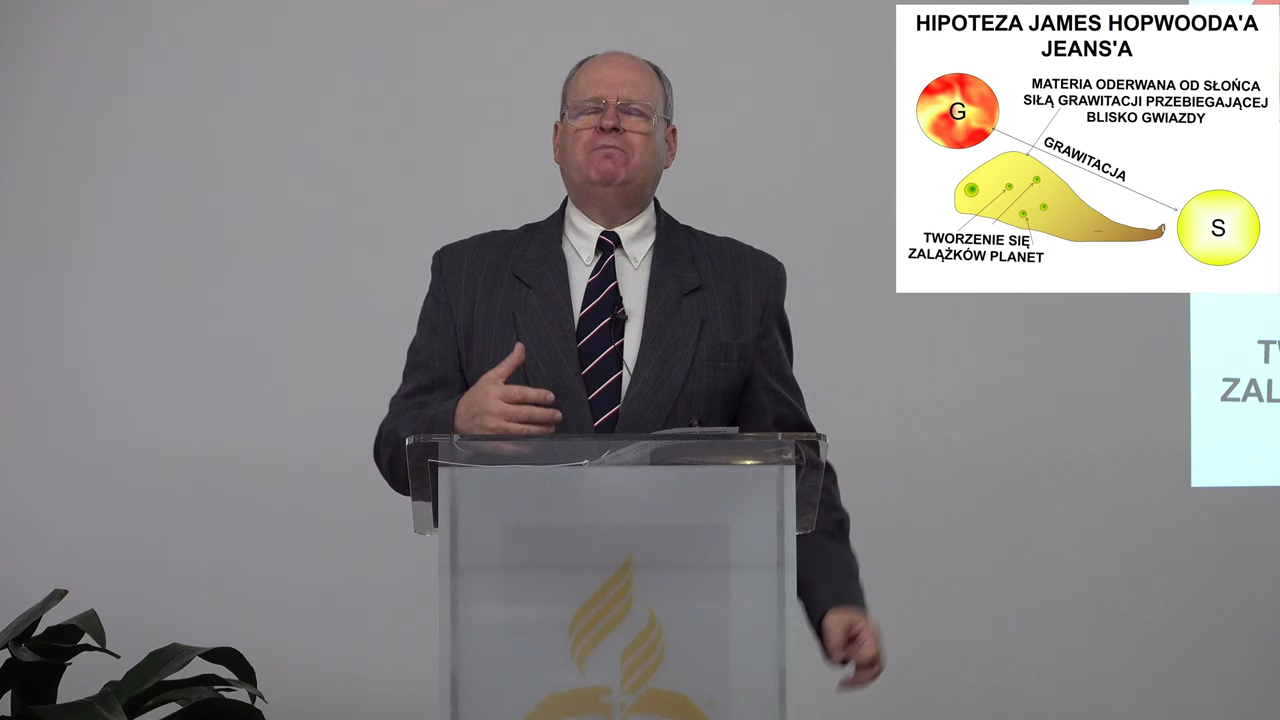 HIPOTEZA JAMES HOPWOODA'A
JEANS'A
MATERIA ODERWANA OD SŁOŃCA
SIŁĄ GRAWITACJI PRZEBIEGAJĄCEJ
BLISKO GWIAZDY
G
GRAWITACJA
S
TWORZENIE SIĘ
ZALĄŻKÓW PLANET